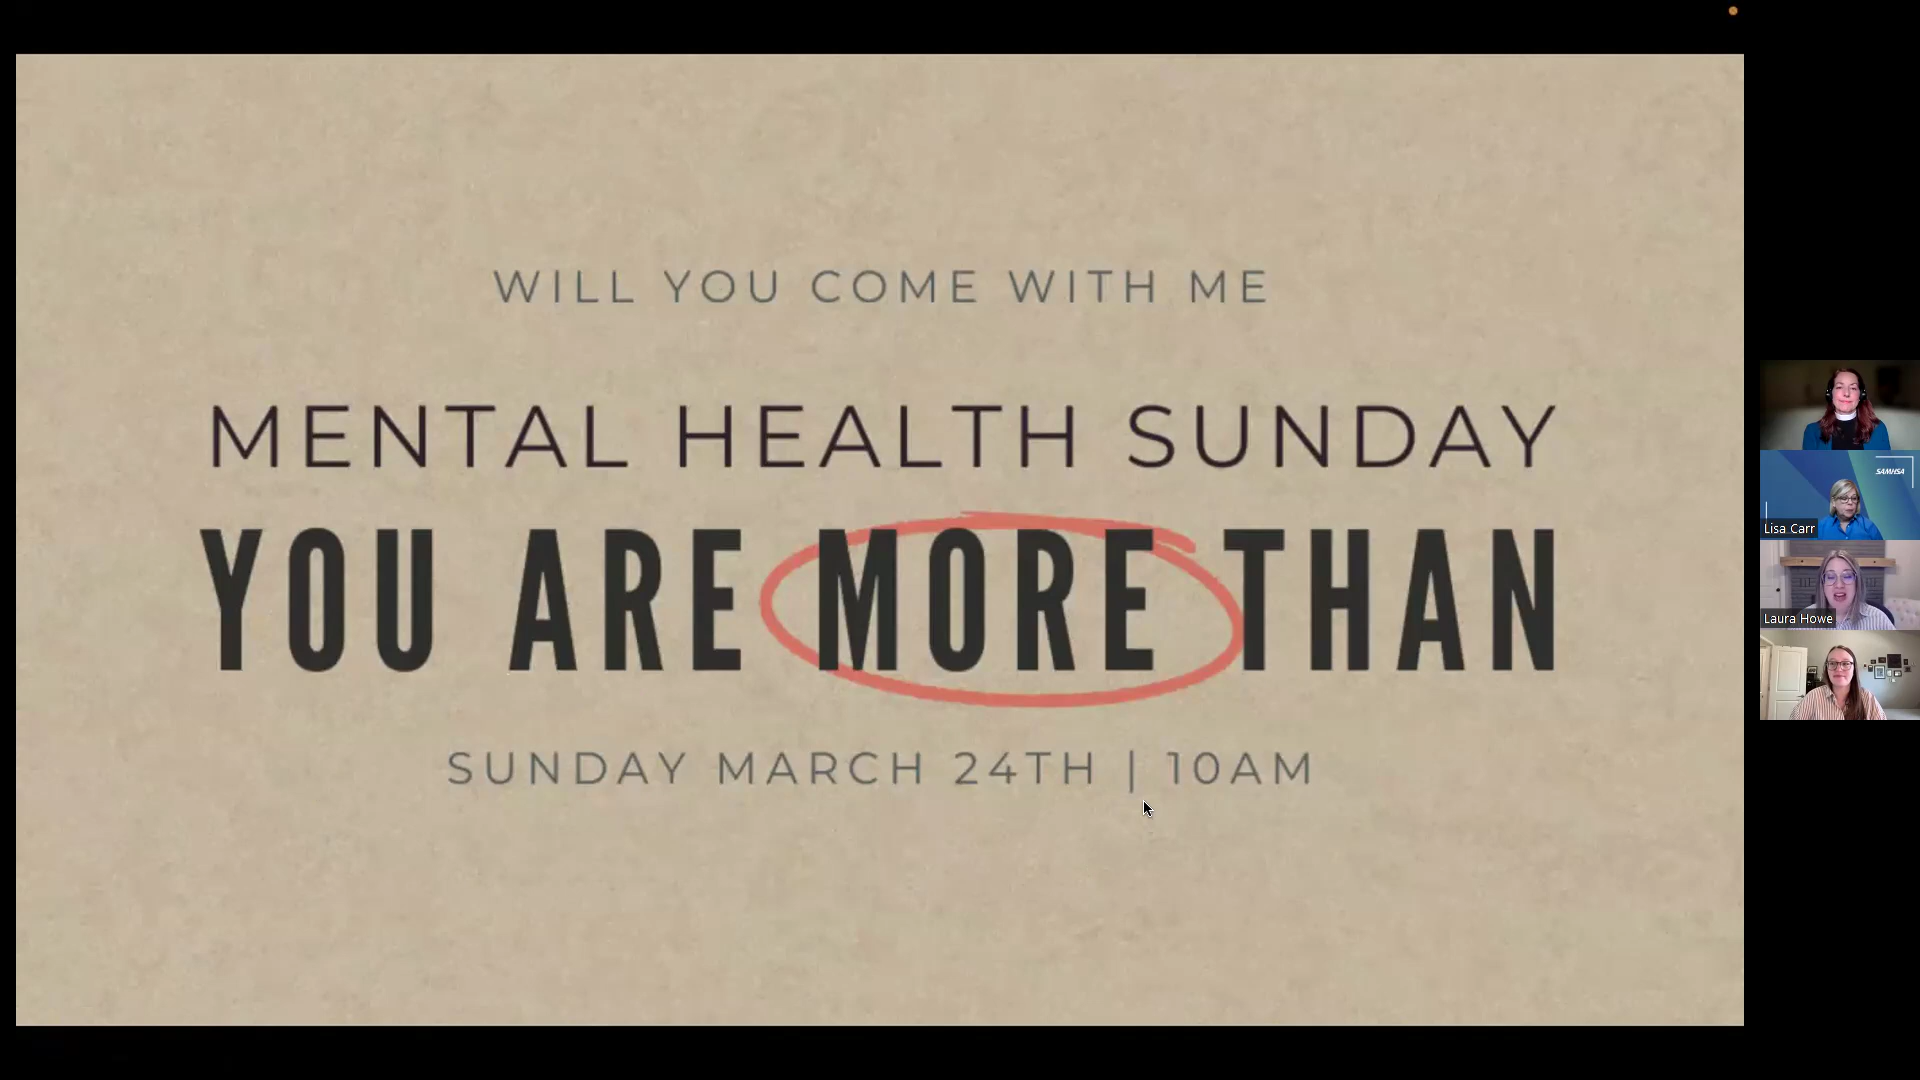 WILL YOU COME WITH ME
MENTAL HEALTH SUNDAY
YOU ARE MORE THAN
SUNDAY MARCH 24TH | 10AM
SAMHSA
Lisa Carr
Laura Howe